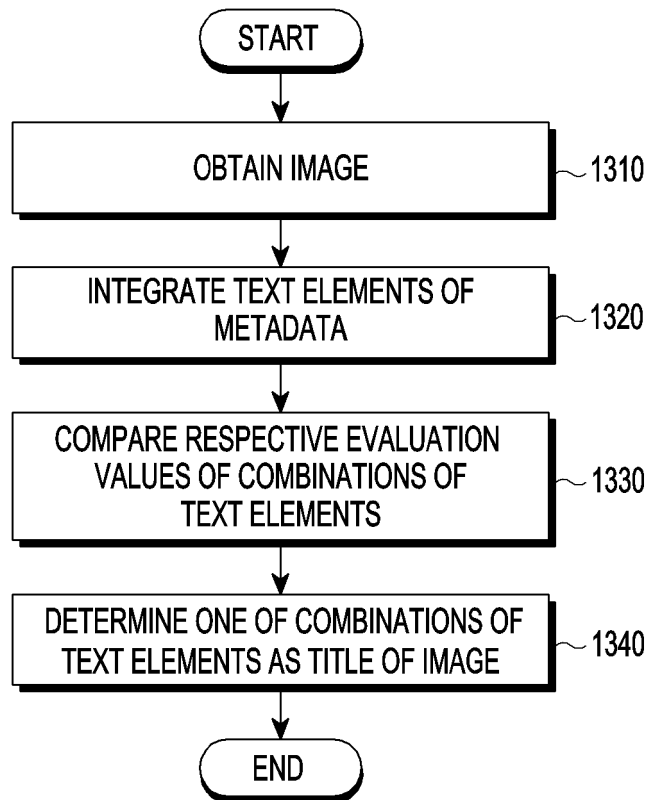 START
OBTAIN IMAGE
1310
INTEGRATE TEXT ELEMENTS OF
METADATA
1320
COMPARE RESPECTIVE EVALUATION
VALUES OF COMBINATIONS OF
TEXT ELEMENTS
1330
DETERMINE ONE OF COMBINATIONS OF
TEXT ELEMENTS AS TITLE OF IMAGE
1340
END